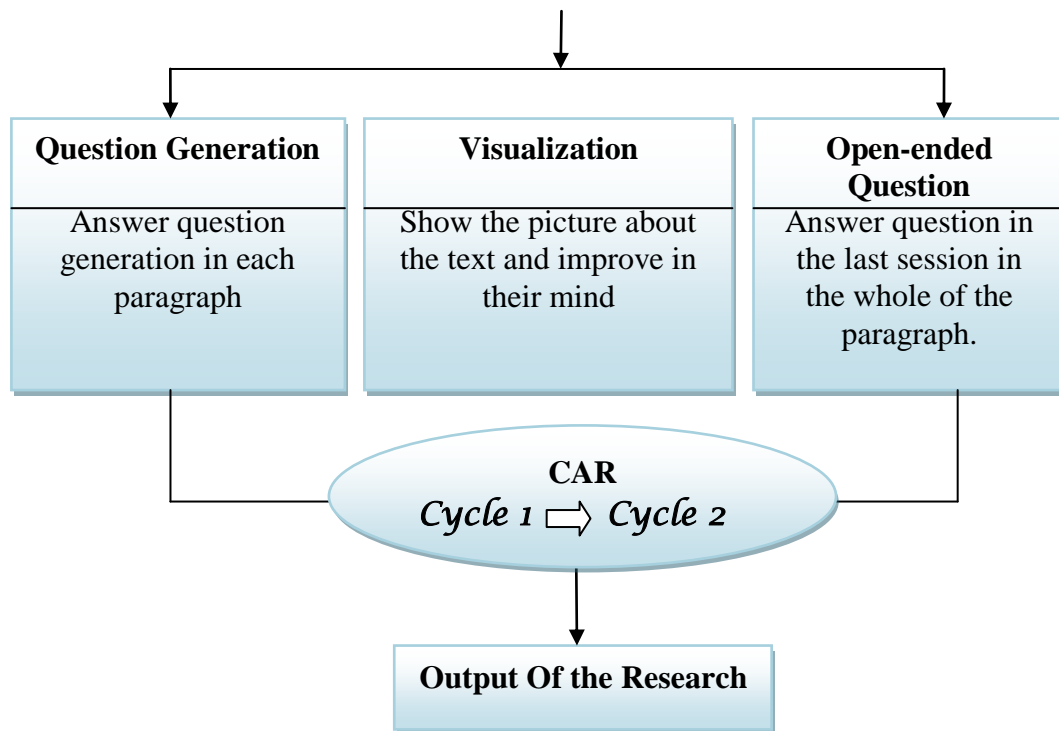 Question Generation
Answer question
generation in each
paragraph
Visualization
Show the picture about
the text and improve in
their mind
Open-ended
Question
Answer question in
the last session in
the whole of the
paragraph.
CAR
Cycle 1 Cycle 2
Output Of the Research